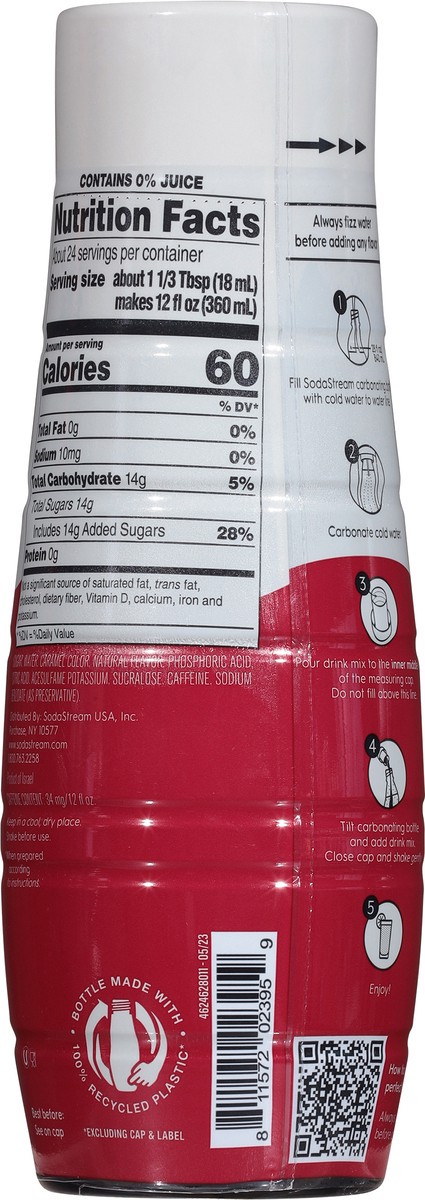 CONTAINS 0% JUICE
Nutrition Facts
About 24 servings per container
Serving size about 1 1/3 Tbsp (18 mL)
makes 12 fl oz (360 mL)
Amount per serving
Calories 60
% DV*
Total Fat 0g 0%
Sodium 10mg 0%
Total Carbohydrate 14g 5%
Total Sugars 14g
Includes 14g Added Sugars 28%
Protein 0g
a significant source of saturated fat, trans fat,
cholesterol, dietary fiber, Vitamin D, calcium, iron and
potassium.
*%DV = %Daily Value
SUGAR, WATER, CARAMEL COLOR, NATURAL FLAVOR, PHOSPHORIC ACID,
CITRIC ACID, ACESULFAME POTASSIUM, SUCRALOSE, CAFFEINE, SODIUM
BENZOATE (AS PRESERVATIVE).
Distributed By: SodaStream USA, Inc.
Purchase, NY 10577
www.sodastream.com
1.800.763.2258
Product of Israel
CAFFEINE CONTENT: 34 mg/12 fl oz.
Keep in a cool, dry place.
Shake before use.
When prepared
according
to instructions.
U
BOTTLE MADE WITH
100% RECYCLED PLASTIC*
*EXCLUDING CAP & LABEL
Best before:
See on cap
4624628011 - 05/23
8 11572 02395 9
Always fizz water
before adding any flavor
1
Fill SodaStream carbonating
with cold water to water line
2
Carbonate cold water
3
Pour drink mix to the inner middle
of the measuring cap.
Do not fill above this line.
4
Tilt carbonating bottle
and add drink mix.
Close cap and shake gently
5
Enjoy!
How to
perfect
Always
before